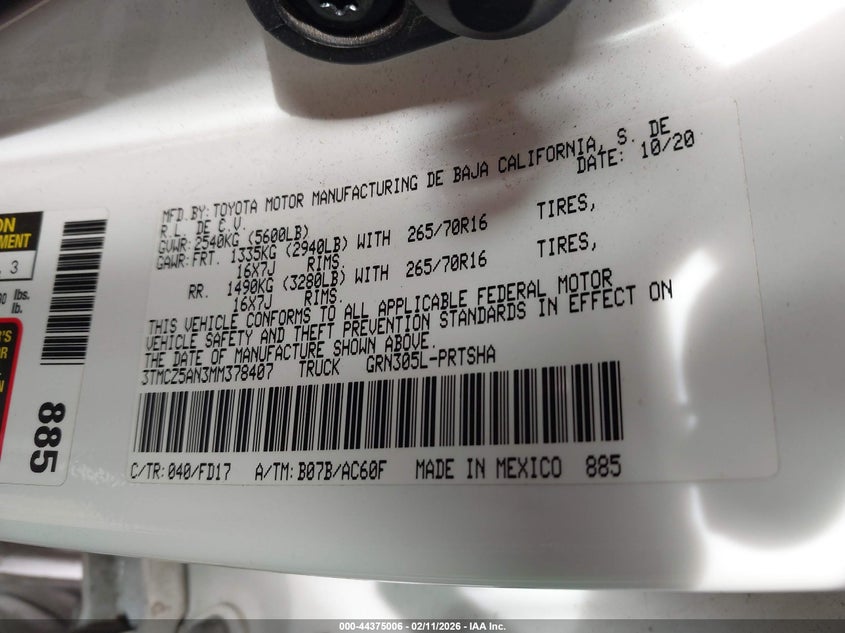 MFD.BY:TOYOTA MOTOR MANUFACTURING DE BAJA CALIFORNIA, S. DE
R.L. DE C.V. DATE: 10/20
GVWR:2540KG (5600LB)
GAWR:FRT. 1335KG (2940LB) WITH 265/70R16 TIRES,
16X7J RIMS.
RR. 1490KG (3280LB) WITH 265/70R16 TIRES,
16X7J RIMS.
THIS VEHICLE CONFORMS TO ALL APPLICABLE FEDERAL MOTOR
VEHICLE SAFETY AND THEFT PREVENTION STANDARDS IN EFFECT ON
THE DATE OF MANUFACTURE SHOWN ABOVE.
3TMCZ5AN3MM378407 TRUCK GRN305L-PRTSHA
C/TR:040/FD17 A/TM:B07B/AC60F MADE IN MEXICO 885
885
3
lbs.
lb.
000-44375006 - 02/11/2026 - IAA Inc.